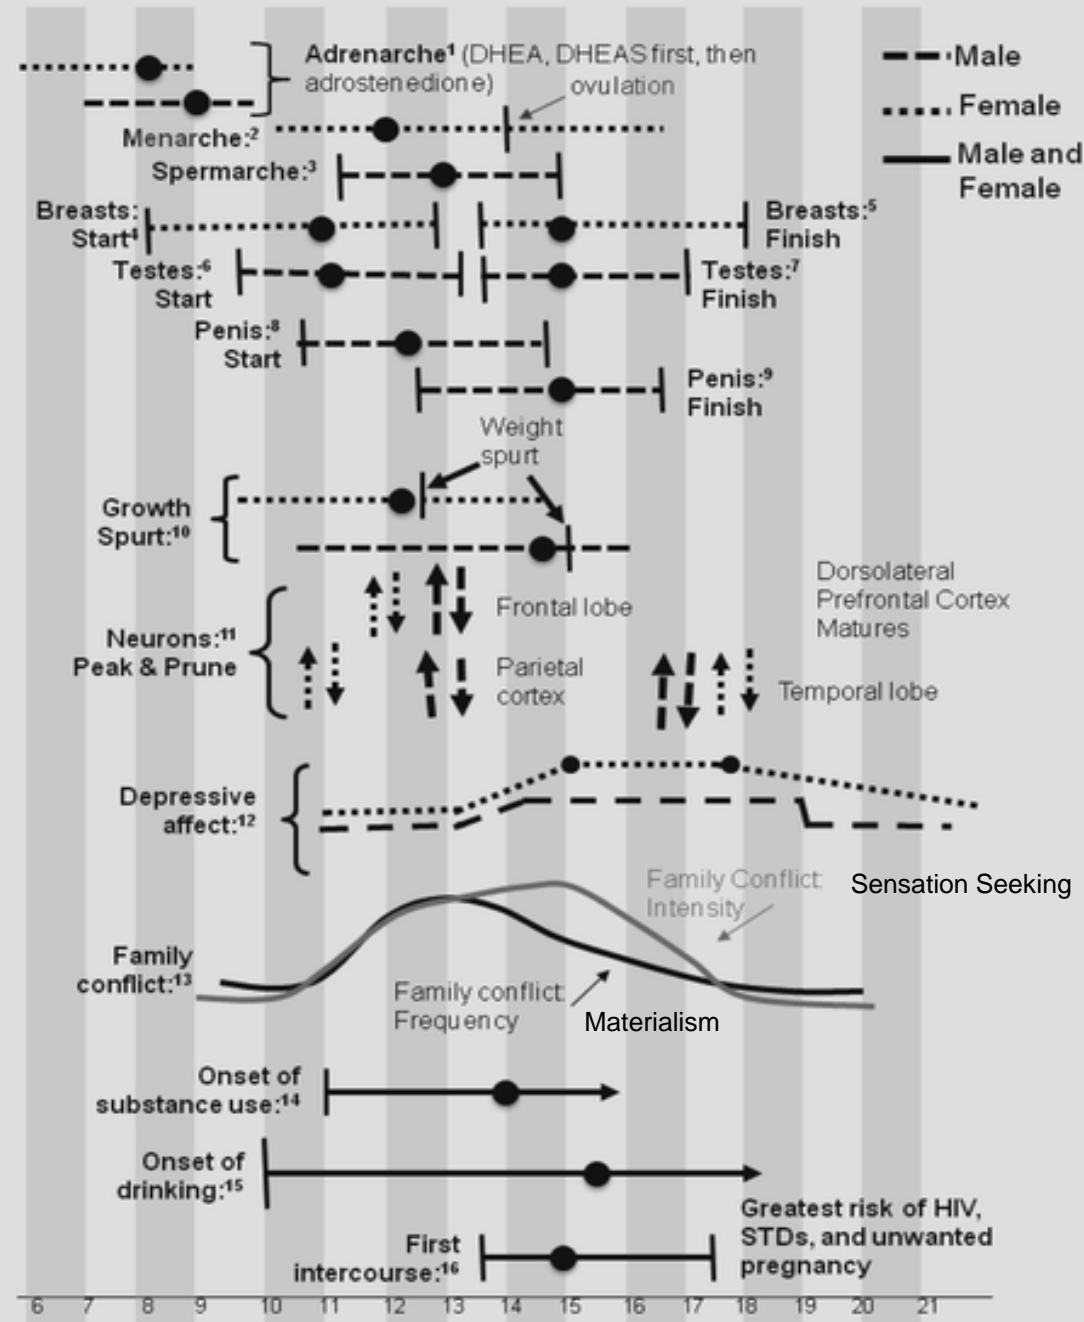 Adrenarche¹ (DHEA, DHEAS first, then
adrostenedione)
ovulation
Male
Female
Male and
Female
Menarche:²
Spermarche:³
Breasts:
Start⁴
Breasts:⁵
Finish
Testes:⁶
Start
Testes:⁷
Finish
Penis:⁸
Start
Penis:⁹
Finish
Weight
spurt
Growth
Spurt:¹⁰
Dorsolateral
Prefrontal Cortex
Matures
Frontal lobe
Neurons:¹¹
Peak & Prune
Parietal
cortex
Temporal lobe
Depressive
affect:¹²
Family Conflict:
Intensity
Sensation Seeking
Family
conflict:¹³
Family conflict:
Frequency
Materialism
Onset of
substance use:¹⁴
Onset of
drinking:¹⁵
Greatest risk of HIV,
STDs, and unwanted
pregnancy
First
intercourse:¹⁶
6 7 8 9 10 11 12 13 14 15 16 17 18 19 20 21